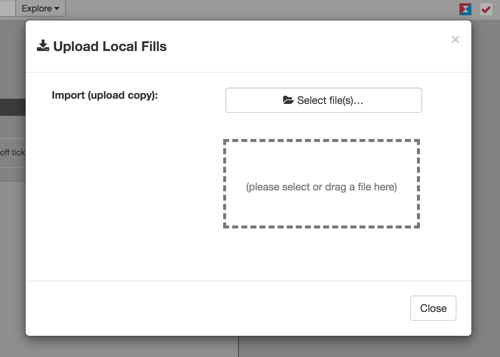 Explore
Upload Local Fills
×
Import (upload copy):
Select file(s)...
off tick
(please select or drag a file here)
Close